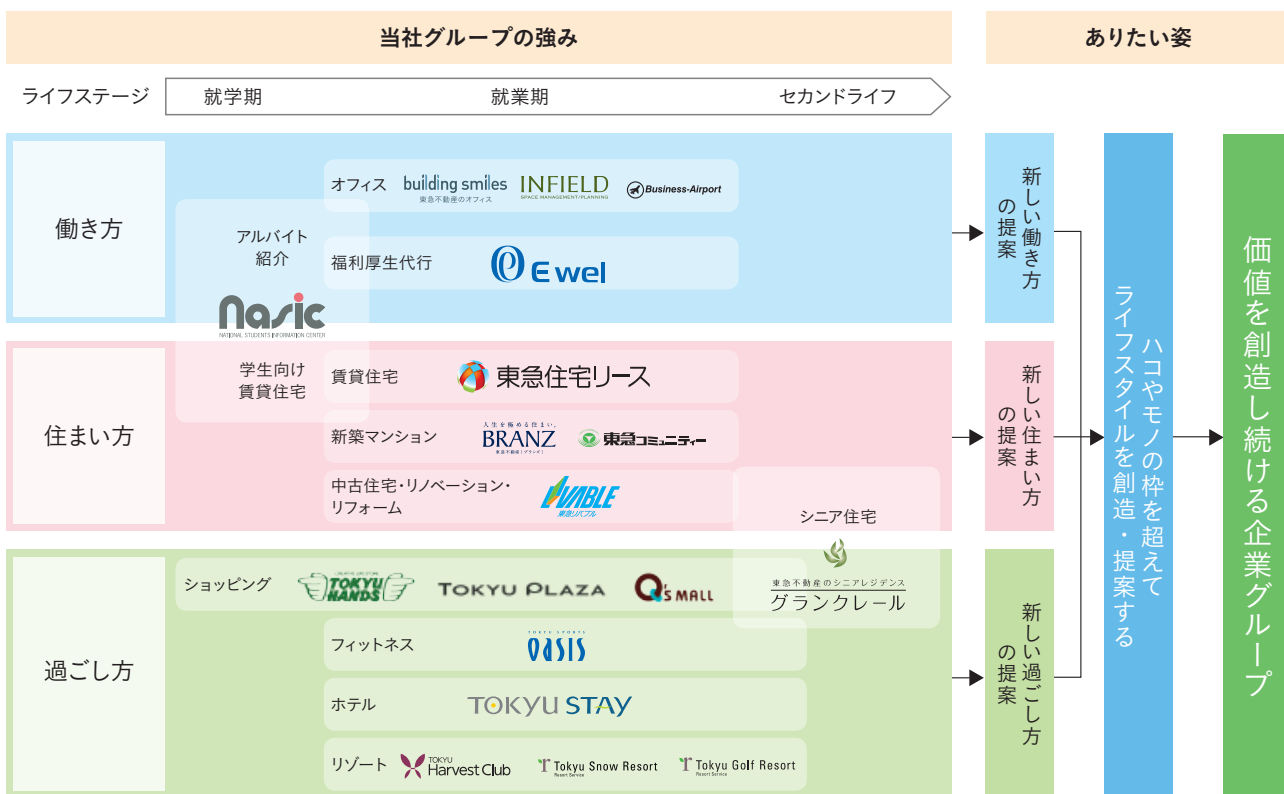 当社グループの強み
ありたい姿
ライフステージ
就学期
就業期
セカンドライフ
働き方
オフィス
building smiles
東急不動産のオフィス
INFIELD
SPACE MANAGEMENT/PLANNING
Business-Airport
アルバイト
紹介
福利厚生代行
Ewel
nasic
NATIONAL STUDENTS INFORMATION CENTER
住まい方
学生向け
賃貸住宅
賃貸住宅
東急住宅リース
新築マンション
人生を極める住まい。
BRANZ
東急不動産［ブランズ］
東急コミュニティー
中古住宅・リノベーション・
リフォーム
LIVABLE
東急リバブル
シニア住宅
東急不動産のシニアレジデンス
グランクレール
過ごし方
ショッピング
TOKYU
HANDS
TOKYU PLAZA
Q's MALL
フィットネス
TOKYU SPORTS
OASIS
ホテル
TOKYU STAY
リゾート
TOKYU
Harvest Club
Tokyu Snow Resort
Resort Service
Tokyu Golf Resort
Resort Service
新しい働き方
の提案
新しい住まい方
の提案
新しい過ごし方
の提案
ハコやモノの枠を超えて
ライフスタイルを創造・提案する
価値を創造し続ける企業グループ